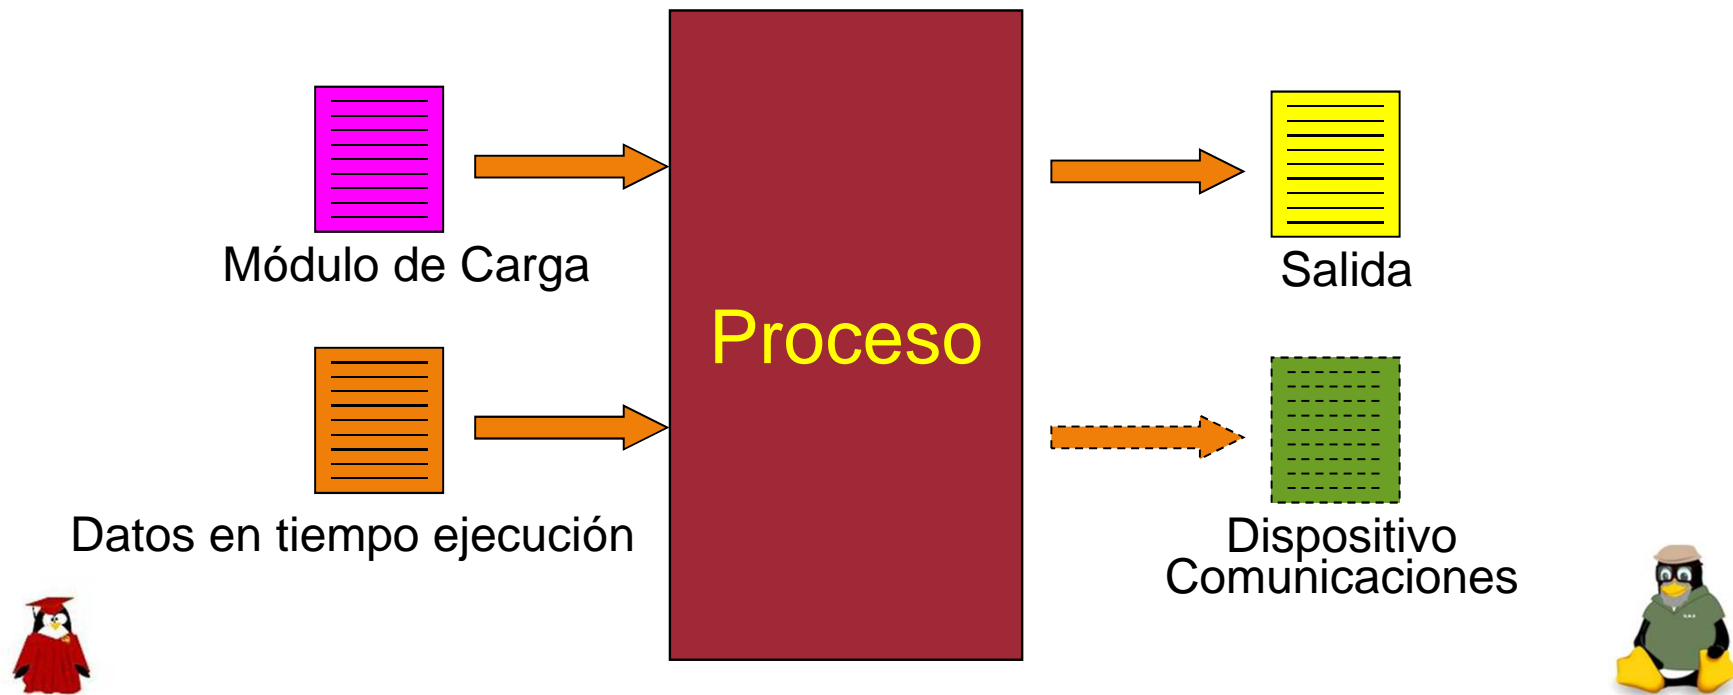 Módulo de Carga
Salida
Proceso
Datos en tiempo ejecución
Dispositivo
Comunicaciones